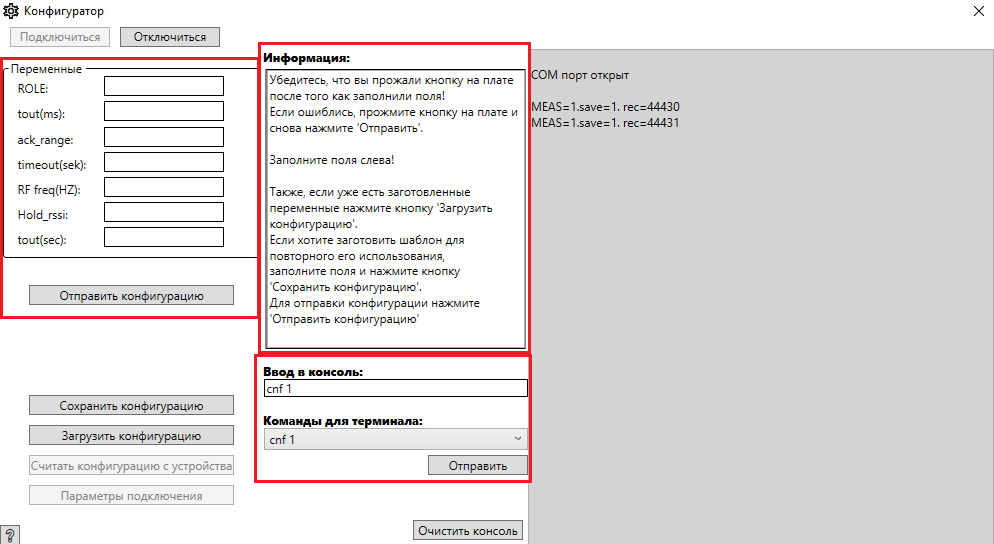 Конфигуратор
Подключиться
Отключиться
Переменные
ROLE:
tout(ms):
ack_range:
timeout(sek):
RF freq(HZ):
Hold_rssi:
tout(sec):
Отправить конфигурацию
Сохранить конфигурацию
Загрузить конфигурацию
Считать конфигурацию с устройства
Параметры подключения
?
Информация:
Убедитесь, что вы прожали кнопку на плате
после того как заполнили поля!
Если ошиблись, прожмите кнопку на плате и
снова нажмите 'Отправить'.
Заполните поля слева!
Также, если уже есть заготовленные
переменные нажмите кнопку 'Загрузить
конфигурацию'.
Если хотите заготовить шаблон для
повторного его использования,
заполните поля и нажмите кнопку
'Сохранить конфигурацию'.
Для отправки конфигурации нажмите
'Отправить конфигурацию'
Ввод в консоль:
cnf 1
Команды для терминала:
cnf 1
Отправить
Очистить консоль
COM порт открыт
MEAS=1.save=1. rec=44430
MEAS=1.save=1. rec=44431